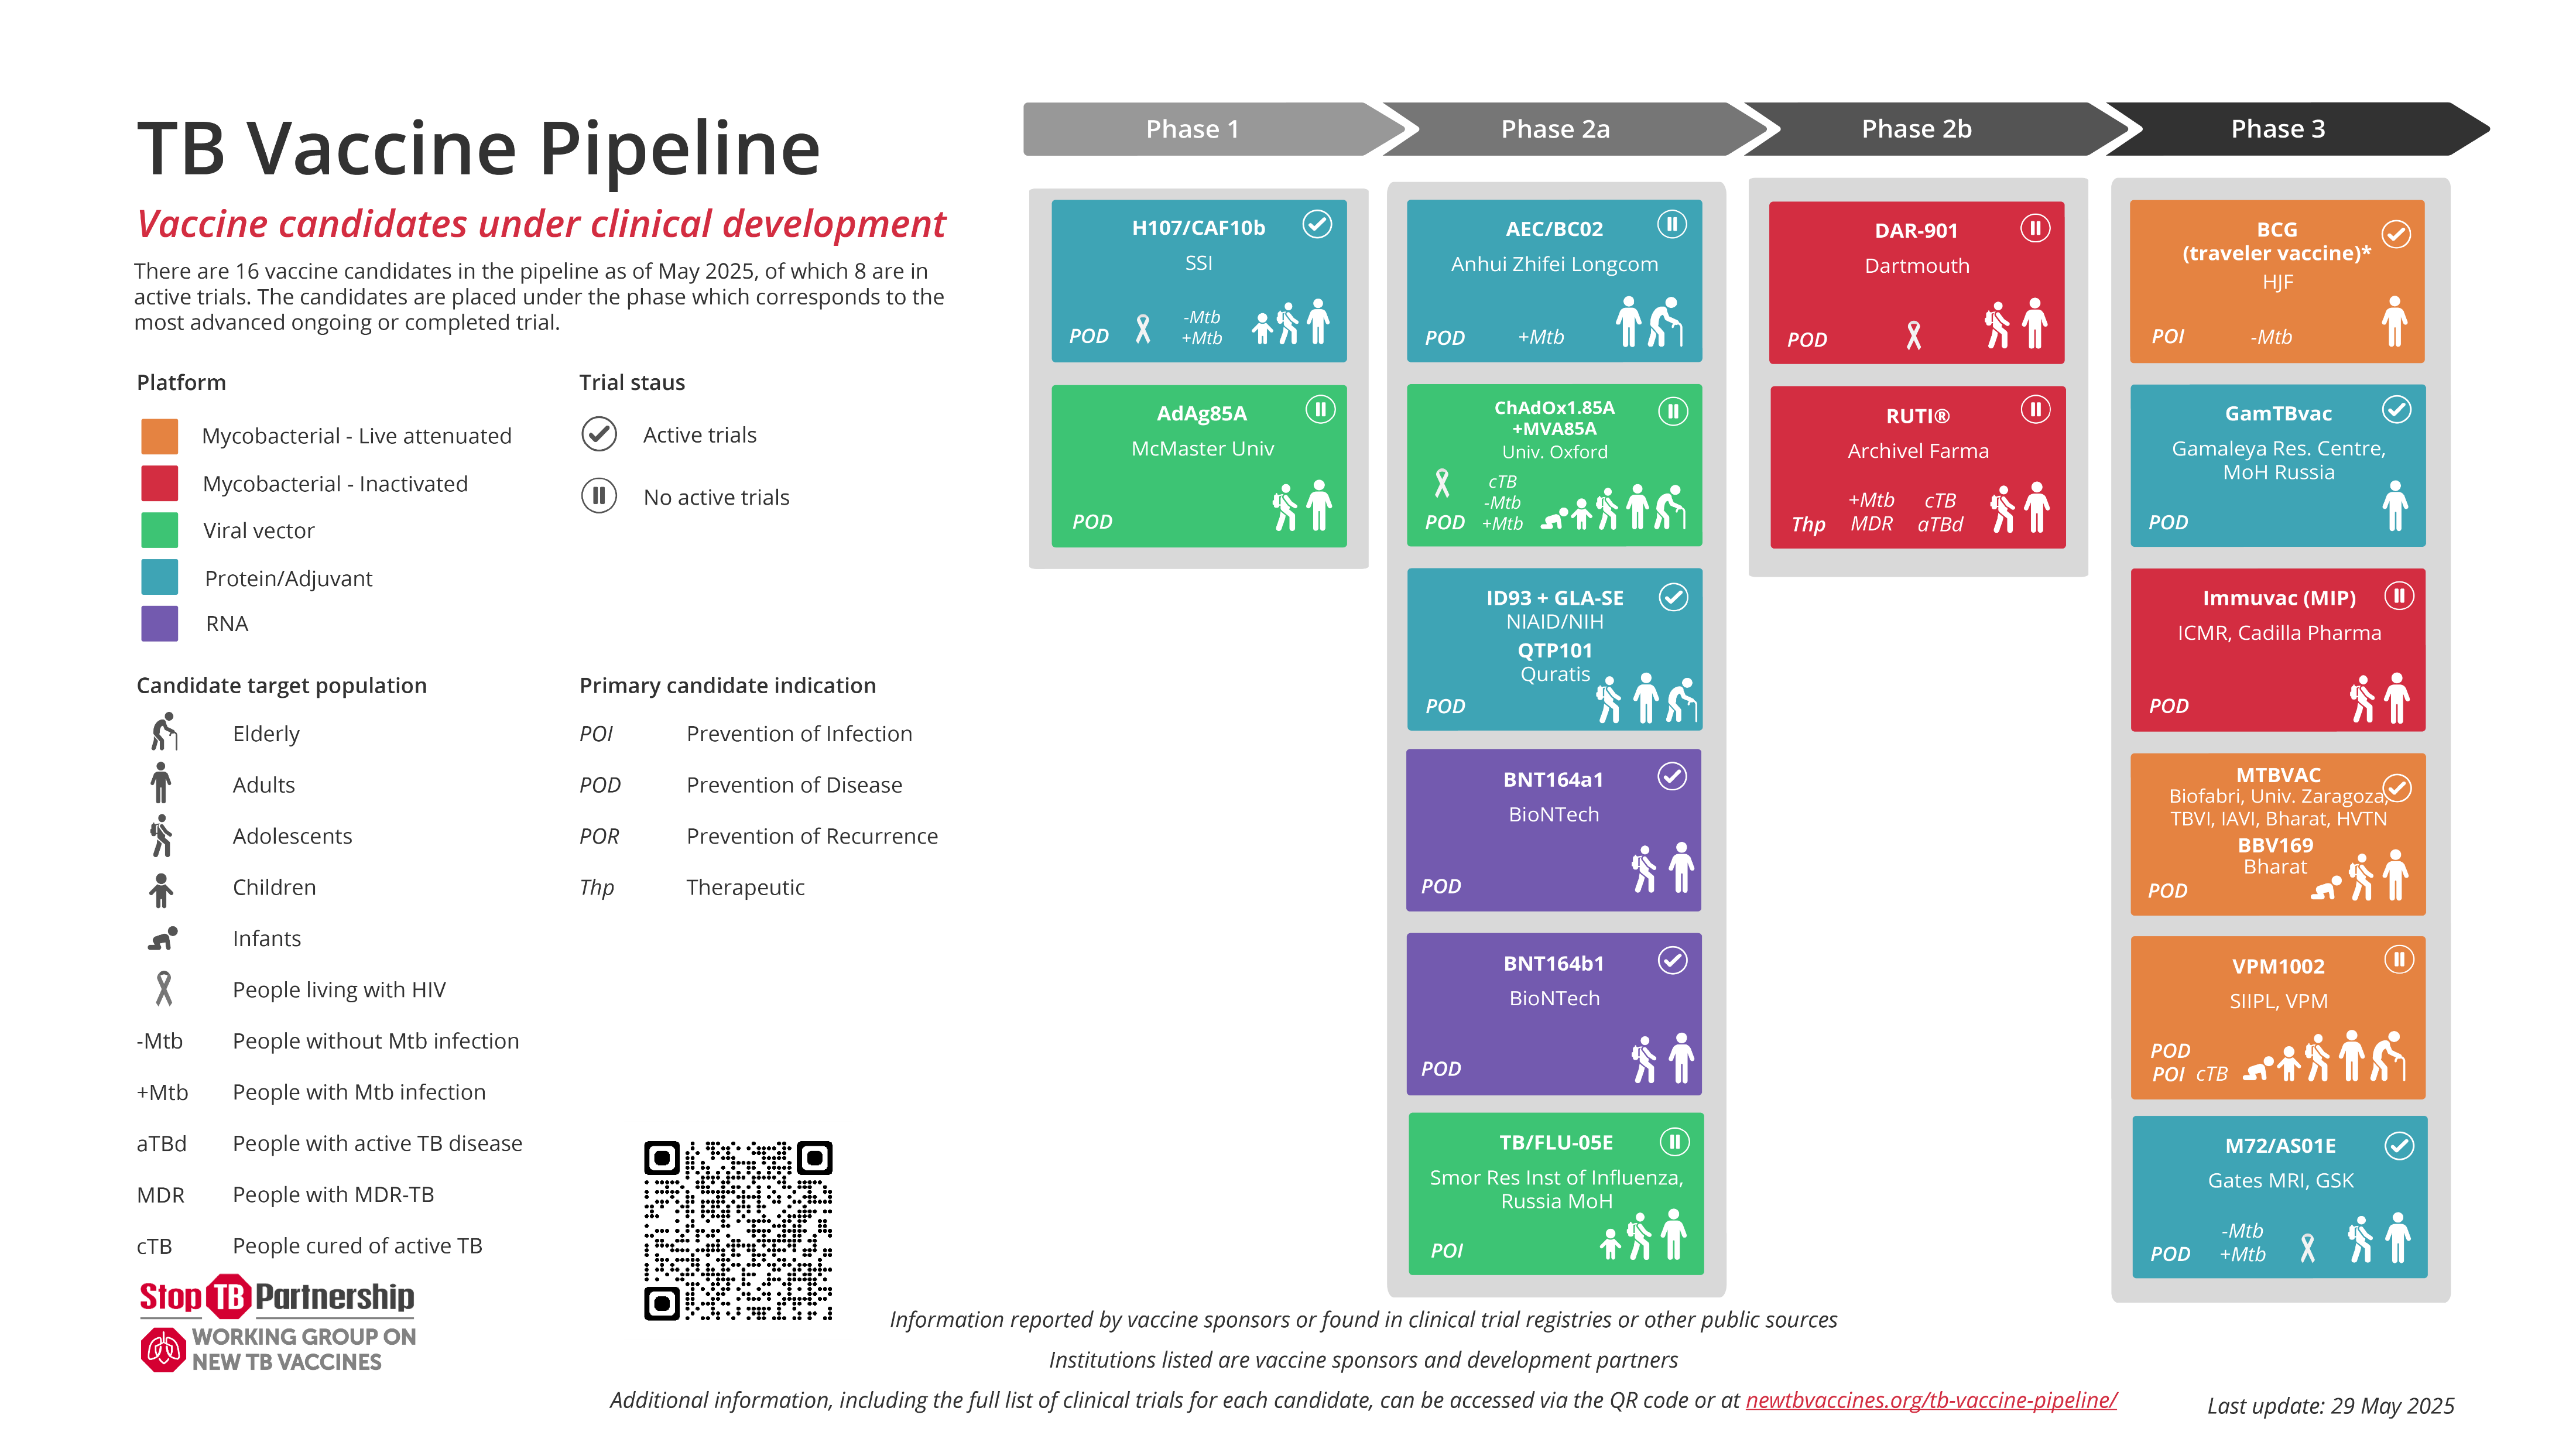 TB Vaccine Pipeline
Vaccine candidates under clinical development
There are 16 vaccine candidates in the pipeline as of May 2025, of which 8 are in
active trials. The candidates are placed under the phase which corresponds to the
most advanced ongoing or completed trial.
Platform
Mycobacterial - Live attenuated
Mycobacterial - Inactivated
Viral vector
Protein/Adjuvant
RNA
Trial staus
Active trials
No active trials
Candidate target population
Elderly
Adults
Adolescents
Children
Infants
People living with HIV
-Mtb People without Mtb infection
+Mtb People with Mtb infection
aTBd People with active TB disease
MDR People with MDR-TB
cTB People cured of active TB
Primary candidate indication
POI Prevention of Infection
POD Prevention of Disease
POR Prevention of Recurrence
Thp Therapeutic
Stop TB Partnership
WORKING GROUP ON
NEW TB VACCINES
Phase 1
H107/CAF10b
SSI
-Mtb
POD +Mtb
AdAg85A
McMaster Univ
POD
Phase 2a
AEC/BC02
Anhui Zhifei Longcom
POD +Mtb
ChAdOx1.85A
+MVA85A
Univ. Oxford
cTB
-Mtb
POD +Mtb
ID93 + GLA-SE
NIAID/NIH
QTP101
Quratis
POD
BNT164a1
BioNTech
POD
BNT164b1
BioNTech
POD
TB/FLU-05E
Smor Res Inst of Influenza,
Russia MoH
POI
Phase 2b
DAR-901
Dartmouth
POD
RUTI®
Archivel Farma
+Mtb cTB
Thp MDR aTBd
Phase 3
BCG
(traveler vaccine)*
HJF
POI -Mtb
GamTBvac
Gamaleya Res. Centre,
MoH Russia
POD
Immuvac (MIP)
ICMR, Cadilla Pharma
POD
MTBVAC
Biofabri, Univ. Zaragoza,
TBVI, IAVI, Bharat, HVTN
BBV169
Bharat
POD
VPM1002
SIIPL, VPM
POD
POI cTB
M72/AS01E
Gates MRI, GSK
-Mtb
POD +Mtb
Information reported by vaccine sponsors or found in clinical trial registries or other public sources
Institutions listed are vaccine sponsors and development partners
Additional information, including the full list of clinical trials for each candidate, can be accessed via the QR code or at newtbvaccines.org/tb-vaccine-pipeline/
Last update: 29 May 2025